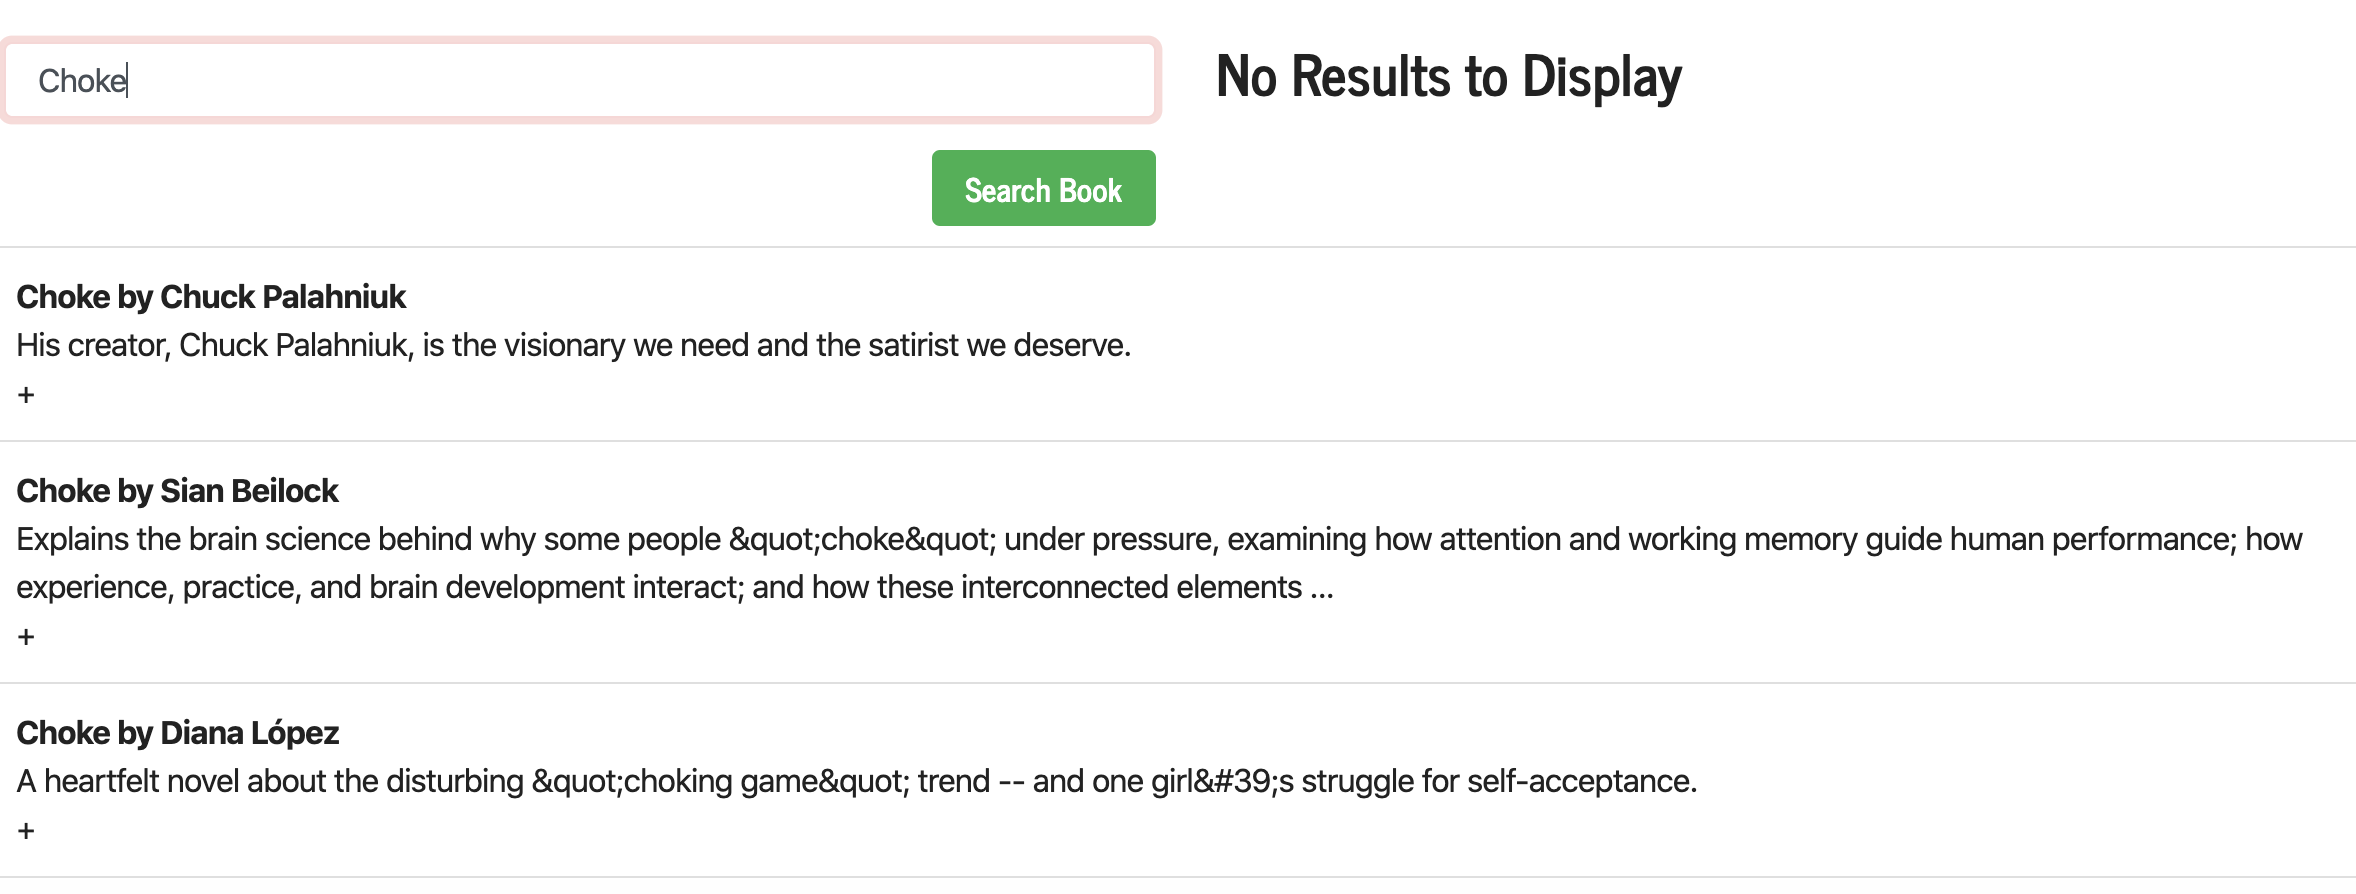 Choke
No Results to Display
Search Book
Choke by Chuck Palahniuk
His creator, Chuck Palahniuk, is the visionary we need and the satirist we deserve.
+
Choke by Sian Beilock
Explains the brain science behind why some people &quot;choke&quot; under pressure, examining how attention and working memory guide human performance; how
experience, practice, and brain development interact; and how these interconnected elements ...
+
Choke by Diana López
A heartfelt novel about the disturbing &quot;choking game&quot; trend -- and one girl&#39;s struggle for self-acceptance.
+